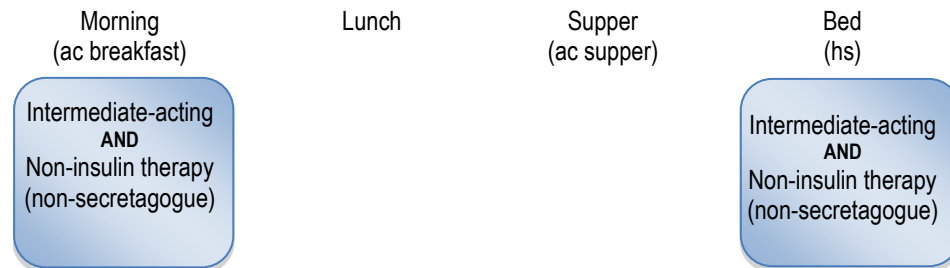 Morning
(ac breakfast)
Lunch
Supper
(ac supper)
Bed
(hs)
Intermediate-acting
AND
Non-insulin therapy
(non-secretagogue)
Intermediate-acting
AND
Non-insulin therapy
(non-secretagogue)